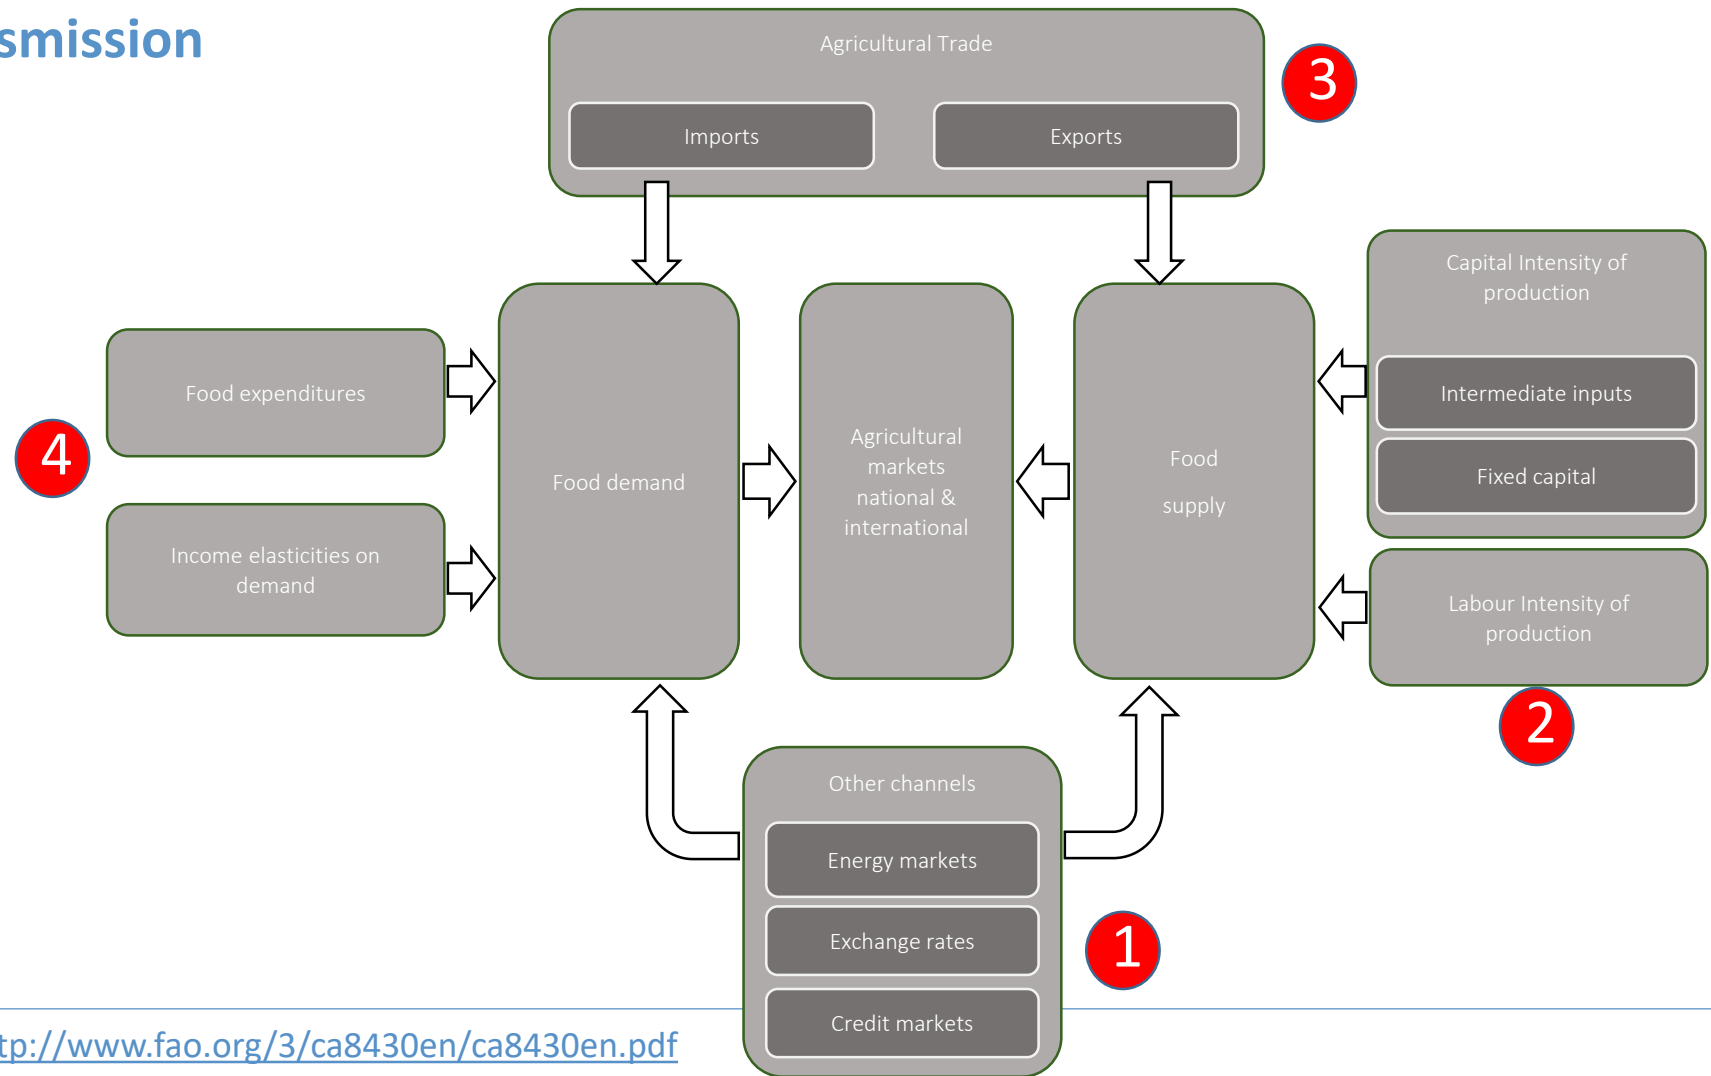 smission
Agricultural Trade
3
Imports
Exports
Capital Intensity of
production
Intermediate inputs
Fixed capital
Food expenditures
4
Income elasticities on
demand
Food demand
Agricultural
markets
national &
international
Food
supply
Labour Intensity of
production
2
Other channels
Energy markets
Exchange rates
Credit markets
1
tp://www.fao.org/3/ca8430en/ca8430en.pdf